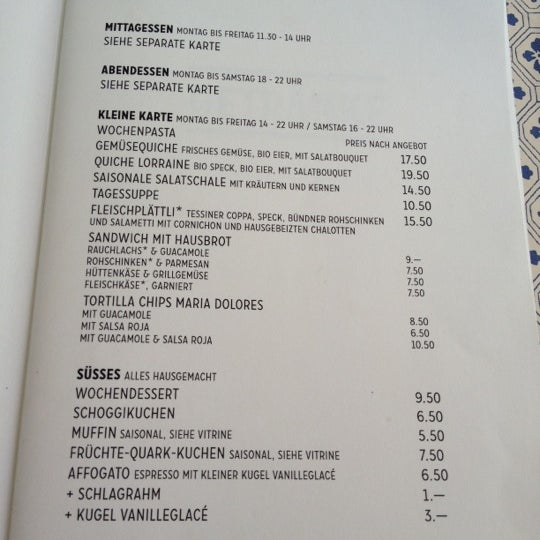 MITTAGESSEN MONTAG BIS FREITAG 11.30 - 14 UHR
SIEHE SEPARATE KARTE
ABENDESSEN MONTAG BIS SAMSTAG 18 - 22 UHR
SIEHE SEPARATE KARTE
KLEINE KARTE MONTAG BIS FREITAG 14 - 22 UHR / SAMSTAG 16 - 22 UHR
WOCHENPASTA PREIS NACH ANGEBOT
GEMÜSEQUICHE FRISCHES GEMÜSE, BIO EIER, MIT SALATBOUQUET 17.50
QUICHE LORRAINE BIO SPECK, BIO EIER, MIT SALATBOUQUET 19.50
SAISONALE SALATSCHALE MIT KRÄUTERN UND KERNEN 14.50
TAGESSUPPE 10.50
FLEISCHPLÄTTLI* TESSINER COPPA, SPECK, BÜNDNER ROHSCHINKEN 15.50
UND SALAMETTI MIT CORNICHON UND HAUSGEBEIZTEN CHALOTTEN
SANDWICH MIT HAUSBROT
RAUCHLACHS* & GUACAMOLE 9.—
ROHSCHINKEN* & PARMESAN 7.50
HÜTTENKÄSE & GRILLGEMÜSE 7.50
FLEISCHKÄSE*, GARNIERT 7.50
TORTILLA CHIPS MARIA DOLORES
MIT GUACAMOLE 8.50
MIT SALSA ROJA 6.50
MIT GUACAMOLE & SALSA ROJA 10.50
SÜSSES ALLES HAUSGEMACHT
WOCHENDESSERT 9.50
SCHOGGIKUCHEN 6.50
MUFFIN SAISONAL, SIEHE VITRINE 5.50
FRÜCHTE-QUARK-KUCHEN SAISONAL, SIEHE VITRINE 7.50
AFFOGATO ESPRESSO MIT KLEINER KUGEL VANILLEGLACÉ 6.50
+ SCHLAGRAHM 1.—
+ KUGEL VANILLEGLACÉ 3.—